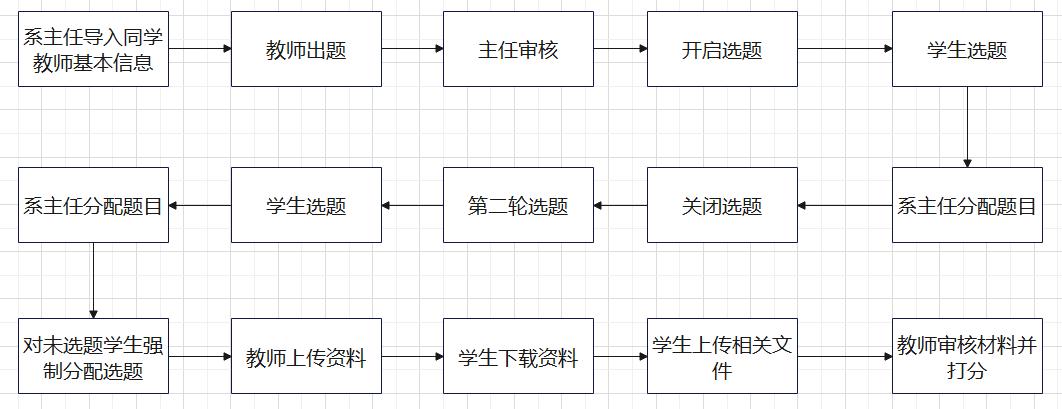 系主任导入同学
教师基本信息
教师出题
主任审核
开启选题
学生选题
系主任分配题目
关闭选题
第二轮选题
学生选题
系主任分配题目
对未选题学生强
制分配选题
教师上传资料
学生下载资料
学生上传相关文
件
教师审核材料并
打分